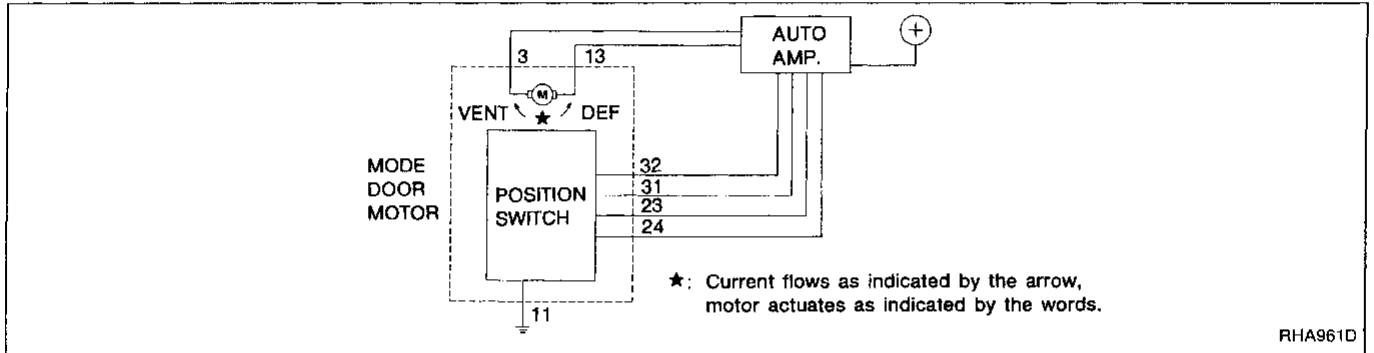 AUTO
AMP.
+
3 13
M
VENT ★ DEF
MODE
DOOR
MOTOR
POSITION
SWITCH
32
31
23
24
11
★: Current flows as indicated by the arrow,
motor actuates as indicated by the words.
RHA961D